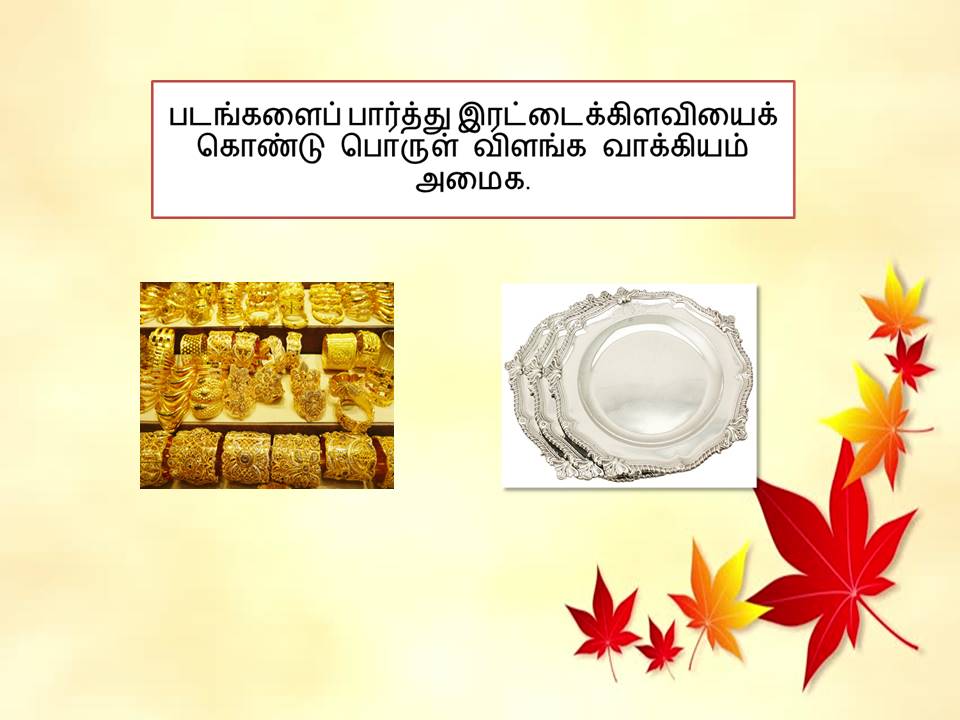 படங்களைப் பார்த்து இரட்டைக்கிளவியைக்
கொண்டு பொருள் விளங்க வாக்கியம்
அமைக.